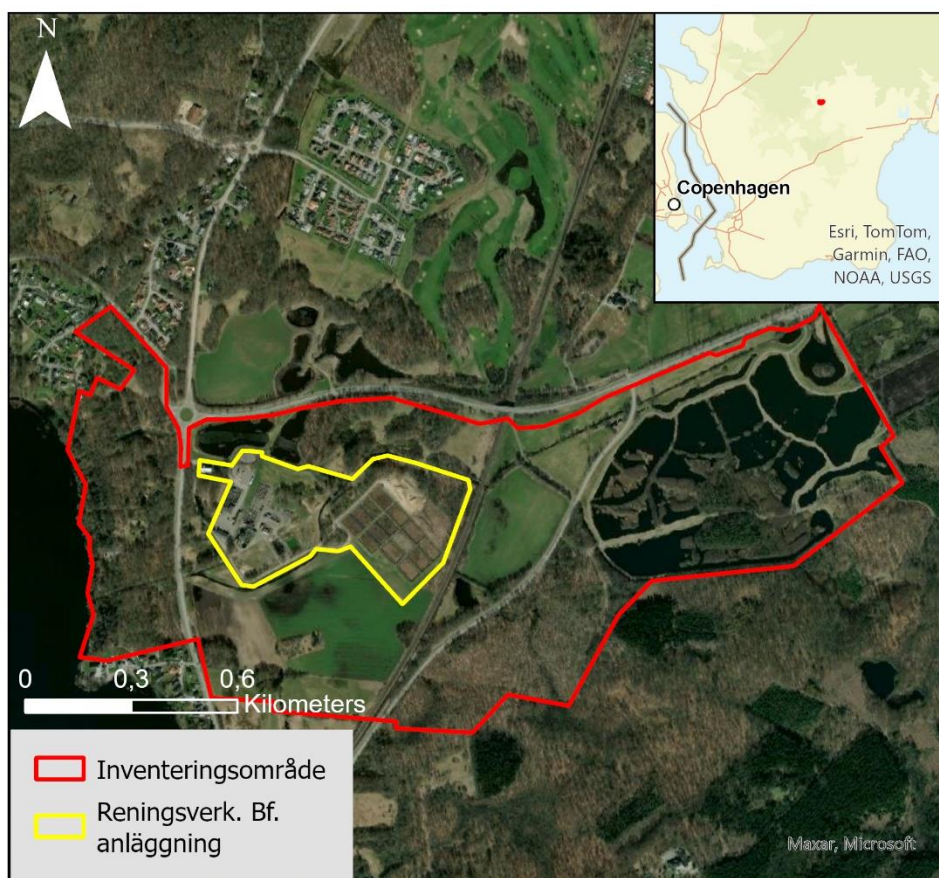 N
Copenhagen
Esri, TomTom,
Garmin, FAO,
NOAA, USGS
0 0,3 0,6
Kilometers
Inventeringsområde
Reningsverk. Bf.
anläggning
Maxar, Microsoft